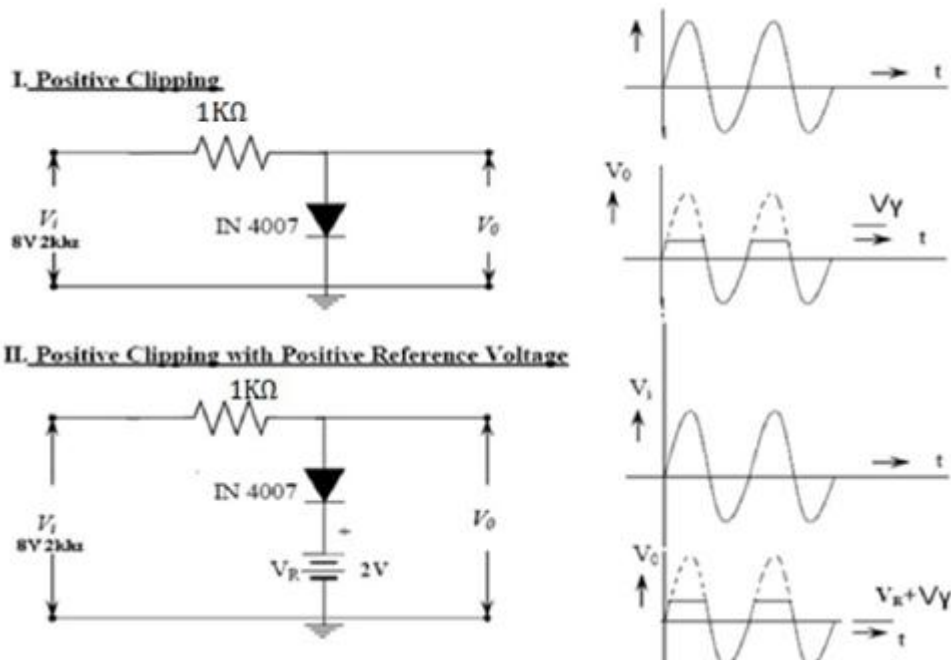 I. Positive Clipping
1KΩ
Vi
8V 2khz
IN 4007
V0
t
V0
Vγ
t
II. Positive Clipping with Positive Reference Voltage
1KΩ
Vi
8V 2khz
IN 4007
+
VR
2V
V0
Vi
t
V0
VR+Vγ
t